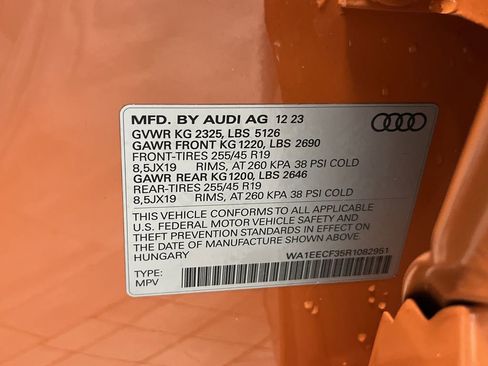 MFD. BY AUDI AG 12 23
GVWR KG 2325, LBS 5126
GAWR FRONT KG1220, LBS 2690
FRONT-TIRES 255/45 R19
8,5JX19 RIMS, AT 260 KPA 38 PSI COLD
GAWR REAR KG1200, LBS 2646
REAR-TIRES 255/45 R19
8,5JX19 RIMS, AT 260 KPA 38 PSI COLD
THIS VEHICLE CONFORMS TO ALL APPLICABLE
U.S. FEDERAL MOTOR VEHICLE SAFETY AND
THEFT PREVENTION STANDARDS IN EFFECT ON
THE DATE OF MANUFACTURE SHOWN ABOVE
HUNGARY
WA1EECF35R1082951
TYPE:
MPV